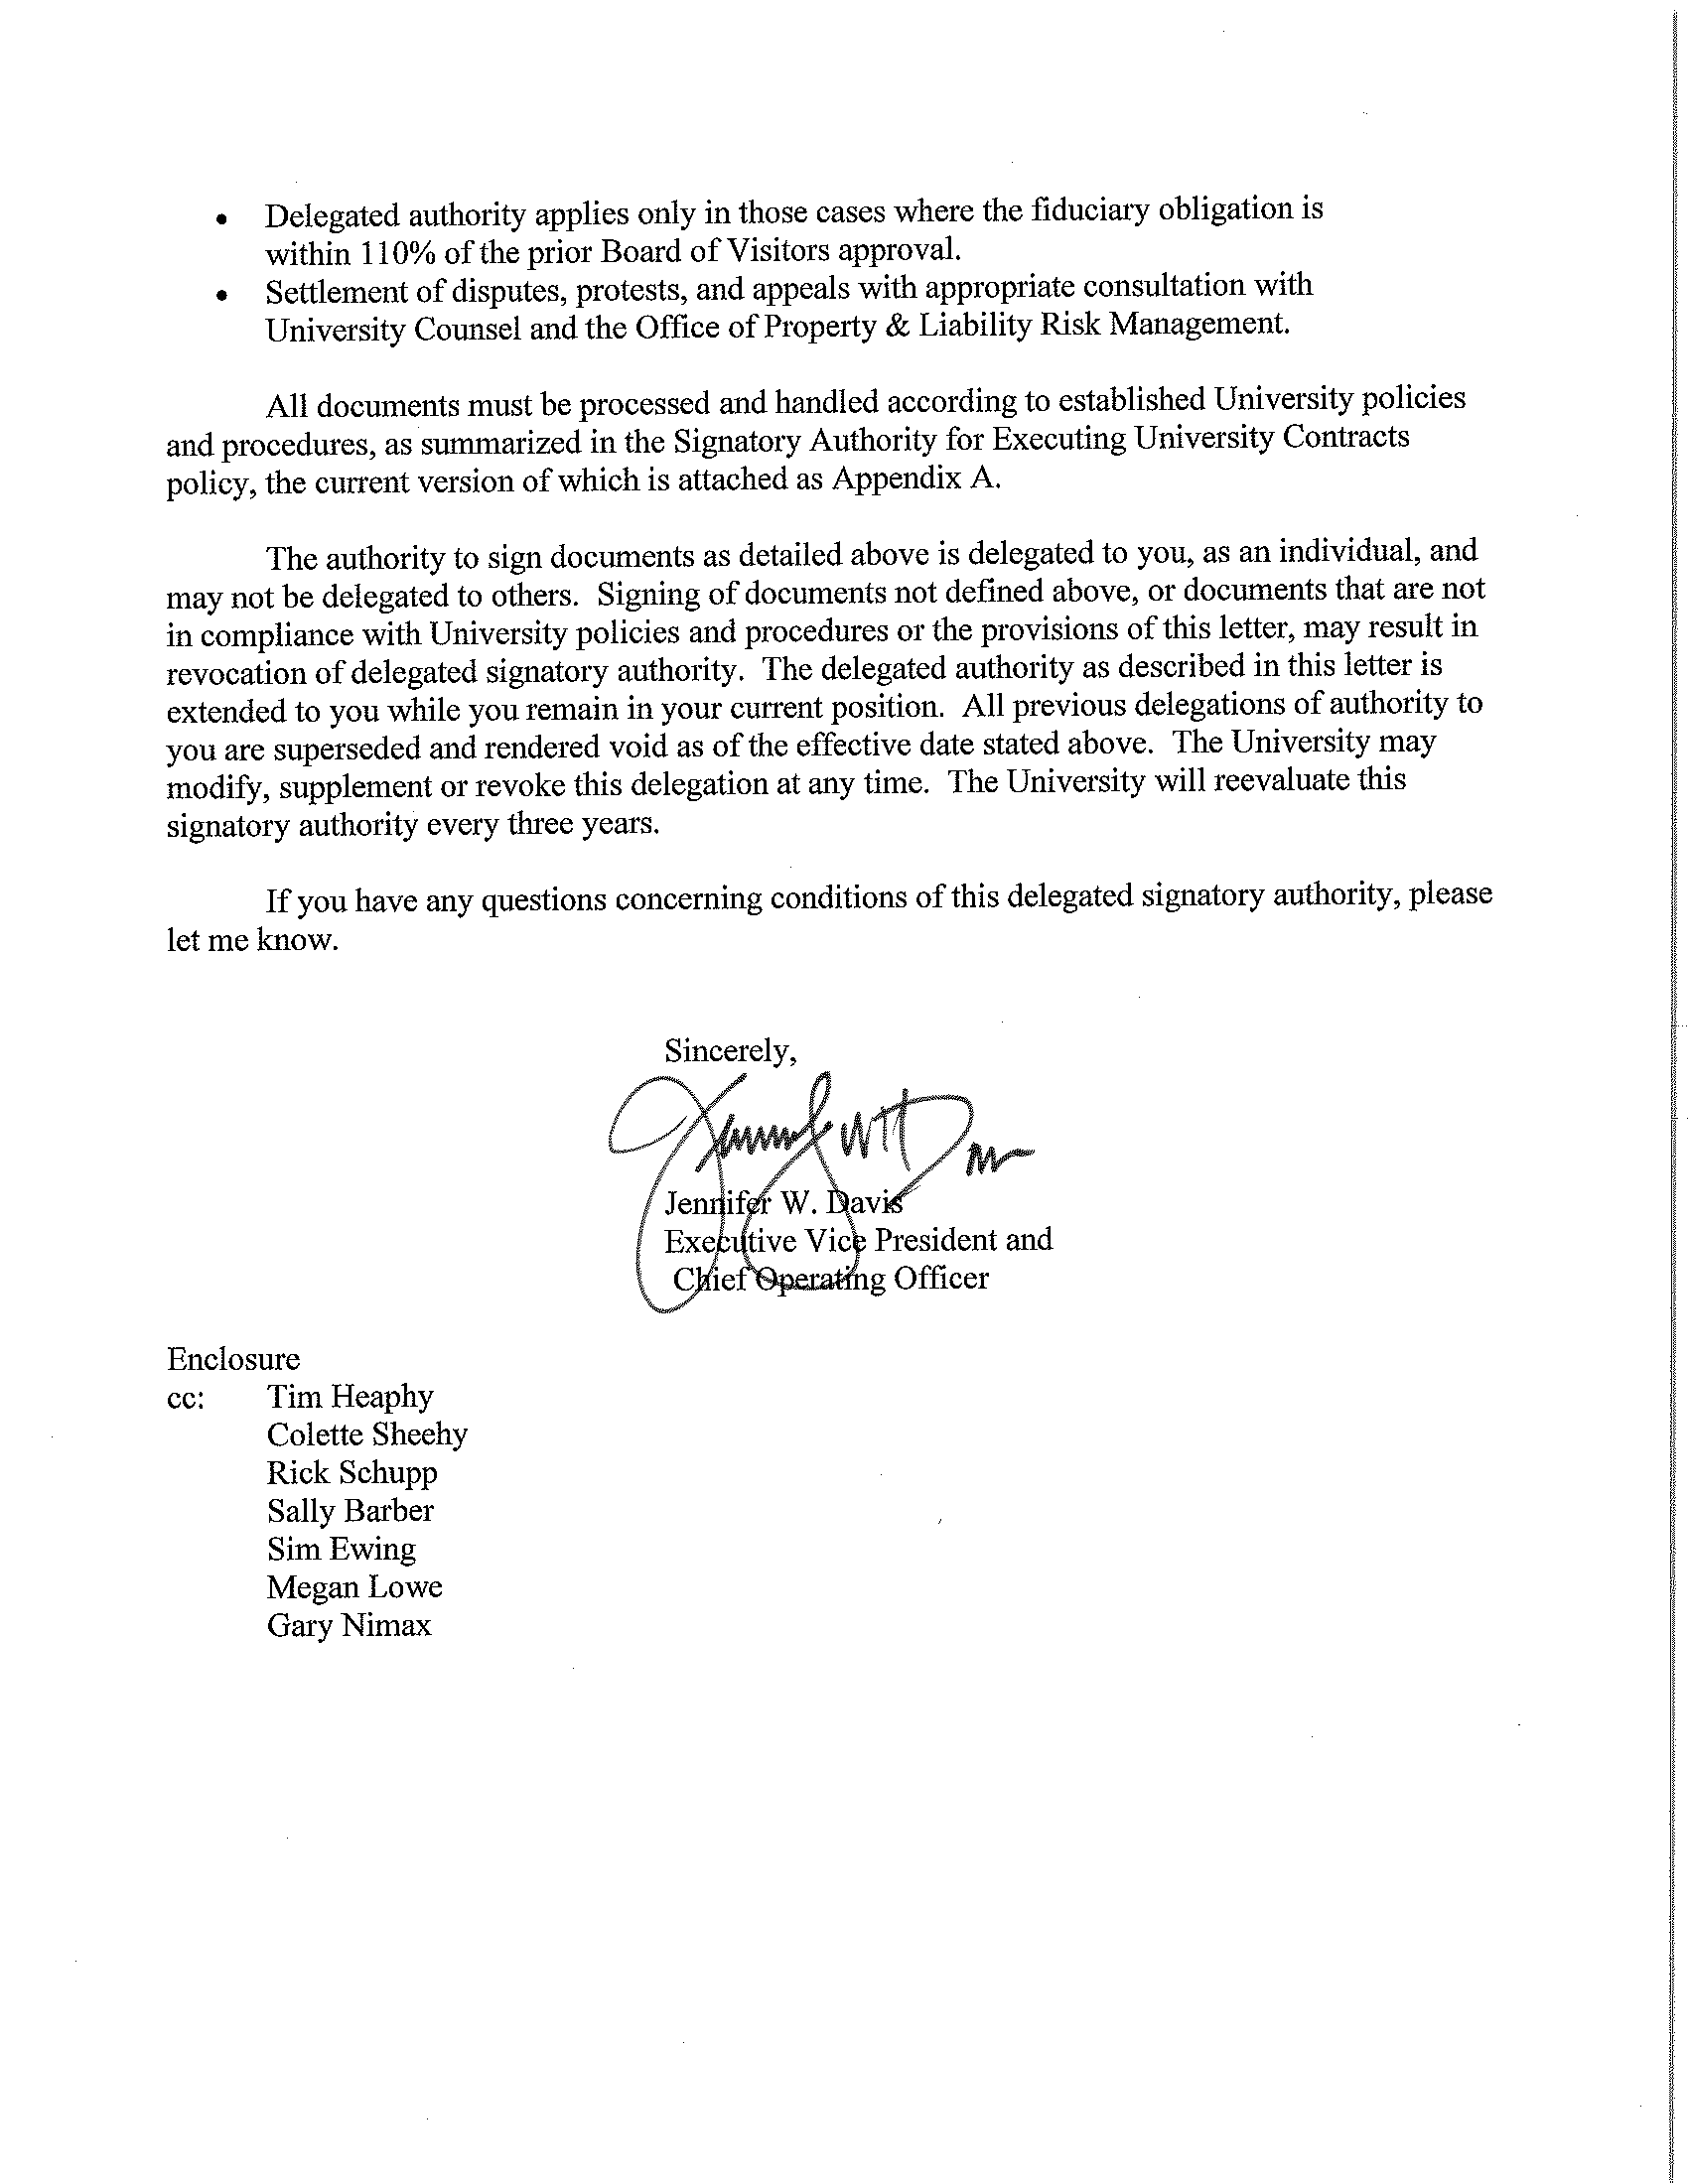 • Delegated authority applies only in those cases where the fiduciary obligation is
within 110% of the prior Board of Visitors approval.
• Settlement of disputes, protests, and appeals with appropriate consultation with
University Counsel and the Office of Property & Liability Risk Management.
All documents must be processed and handled according to established University policies
and procedures, as summarized in the Signatory Authority for Executing University Contracts
policy, the current version of which is attached as Appendix A.
The authority to sign documents as detailed above is delegated to you, as an individual, and
may not be delegated to others. Signing of documents not defined above, or documents that are not
in compliance with University policies and procedures or the provisions of this letter, may result in
revocation of delegated signatory authority. The delegated authority as described in this letter is
extended to you while you remain in your current position. All previous delegations of authority to
you are superseded and rendered void as of the effective date stated above. The University may
modify, supplement or revoke this delegation at any time. The University will reevaluate this
signatory authority every three years.
If you have any questions concerning conditions of this delegated signatory authority, please
let me know.
Sincerely,
Jennifer W. Davis
Executive Vice President and
Chief Operating Officer
Enclosure
cc: Tim Heaphy
Colette Sheehy
Rick Schupp
Sally Barber
Sim Ewing
Megan Lowe
Gary Nimax